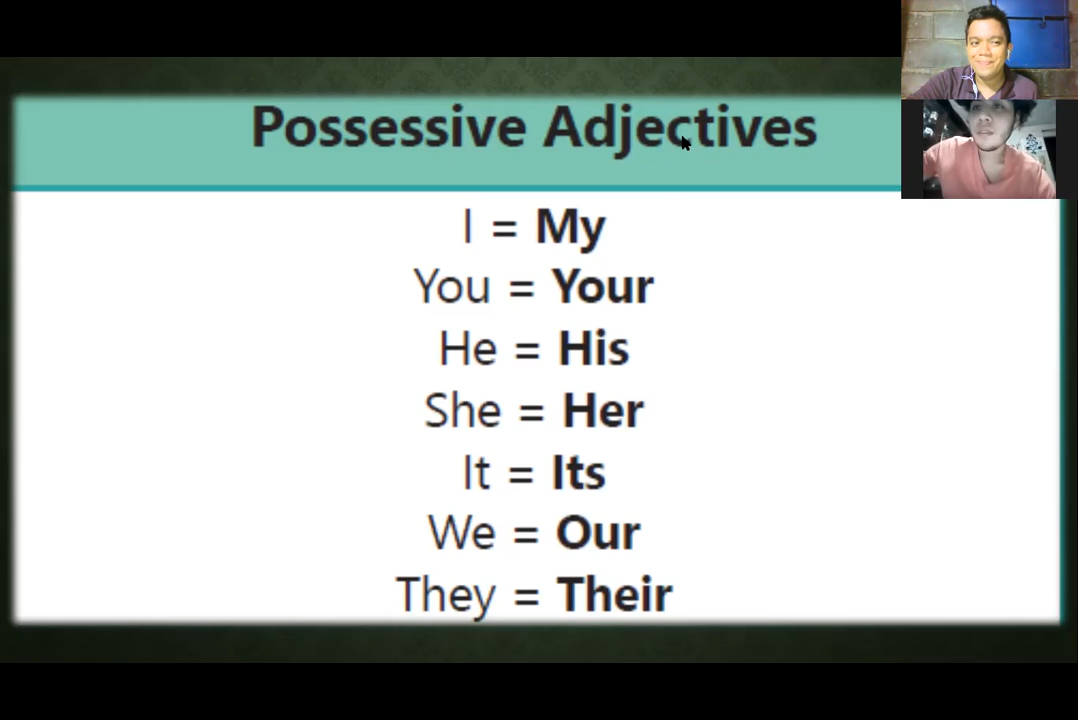 Possessive Adjectives
I = My
You = Your
He = His
She = Her
It = Its
We = Our
They = Their